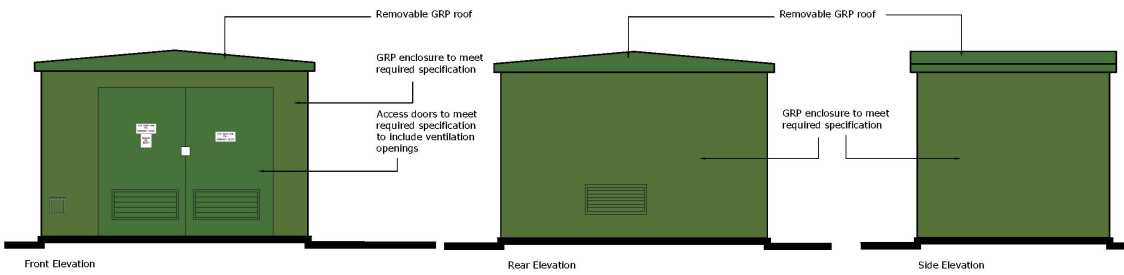 Removable GRP roof
GRP enclosure to meet
required specification
Access doors to meet
required specification
to include ventilation
openings
Front Elevation
Removable GRP roof
GRP enclosure to meet
required specification
Rear Elevation
Side Elevation